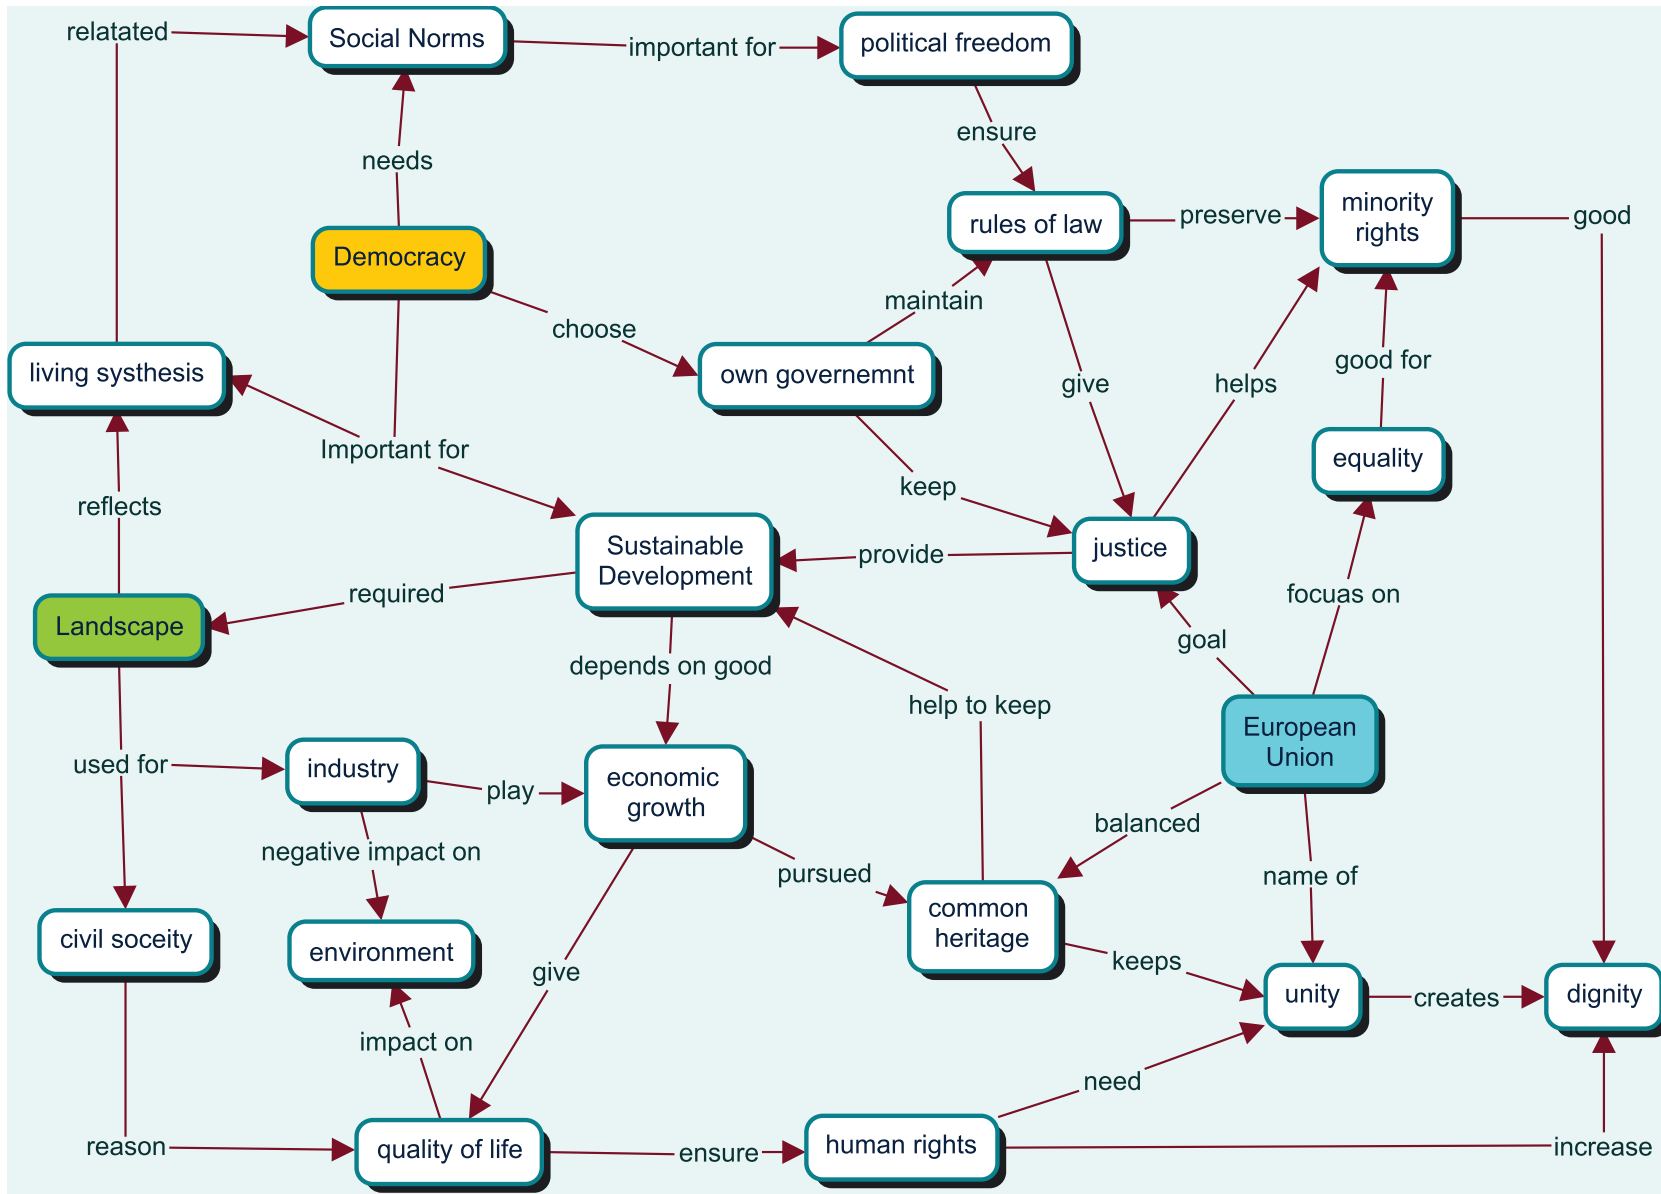 relatated
Social Norms
important for
political freedom
ensure
needs
rules of law
preserve
minority
rights
good
Democracy
maintain
choose
living systhesis
own governemnt
give
helps
good for
Important for
equality
keep
reflects
Sustainable
Development
provide
justice
required
focuas on
Landscape
goal
depends on good
help to keep
European
Union
used for
industry
play
economic
growth
balanced
negative impact on
pursued
name of
civil soceity
environment
common
heritage
give
keeps
unity
creates
dignity
impact on
need
reason
quality of life
ensure
human rights
increase